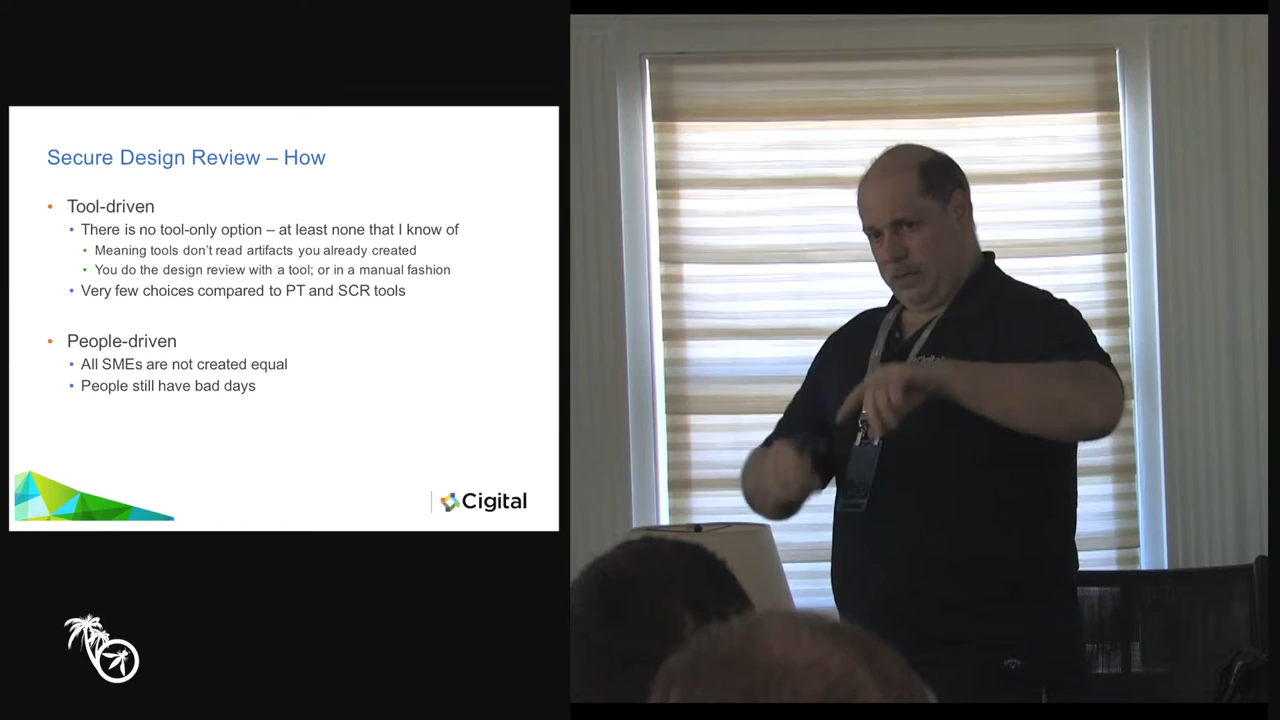 Secure Design Review – How
• Tool-driven
• There is no tool-only option – at least none that I know of
• Meaning tools don't read artifacts you already created
• You do the design review with a tool; or in a manual fashion
• Very few choices compared to PT and SCR tools
• People-driven
• All SMEs are not created equal
• People still have bad days
Cigital